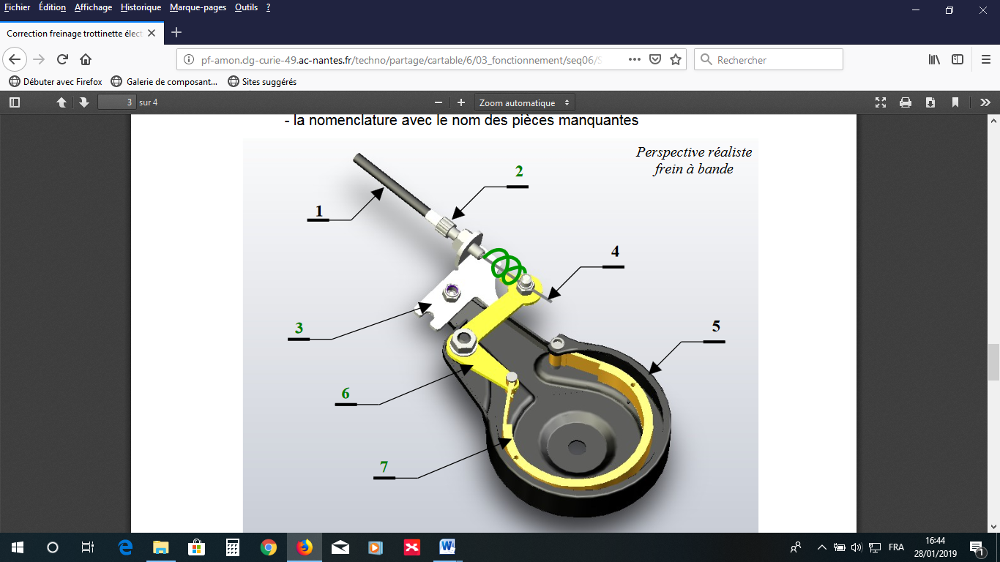 Fichier Édition Affichage Historique Marque-pages Outils ?
Correction freinage trottinette élect
pf-amon.clg-curie-49.ac-nantes.fr/techno/partage/cartable/6/03_fonctionnement/seq06/S
Rechercher
Débuter avec Firefox Galerie de composant... Sites suggérés
3 sur 4 Zoom automatique
- la nomenclature avec le nom des pièces manquantes
Perspective réaliste
frein à bande
2
1
4
3
5
6
7
FRA
16:44
28/01/2019
1